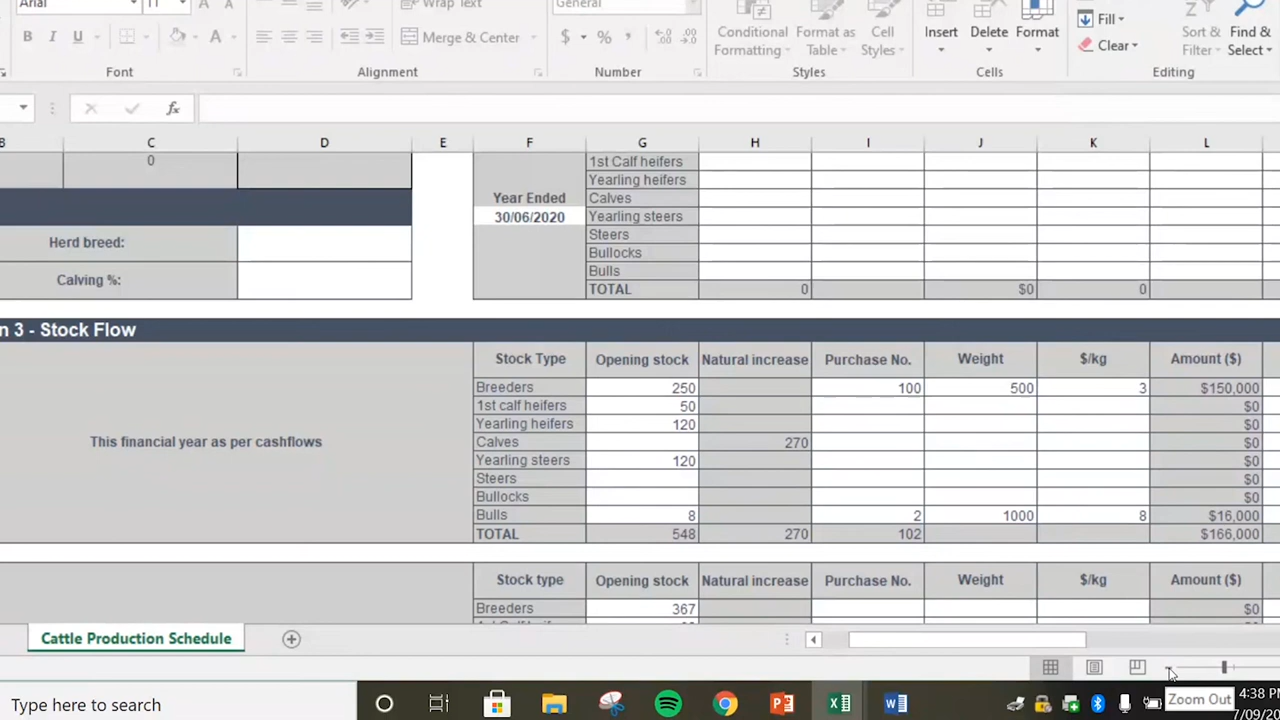 Arial 11 Wrap Text General
B I U Merge & Center $ % , Conditional Formatting Format as Table Cell Styles Insert Delete Format Fill Clear Sort & Filter Find & Select
Font Alignment Number Styles Cells Editing
fx
B C D E F G H I J K L
0 1st Calf heifers
Yearling heifers
Year Ended Calves
30/06/2020 Yearling steers
Herd breed: Steers
Bullocks
Calving %: Bulls
TOTAL 0 $0 0
n 3 - Stock Flow
Stock Type Opening stock Natural increase Purchase No. Weight $/kg Amount ($)
Breeders 250 100 500 3 $150,000
1st calf heifers 50 $0
Yearling heifers 120 $0
This financial year as per cashflows Calves 270 $0
Yearling steers 120 $0
Steers $0
Bullocks $0
Bulls 8 2 1000 8 $16,000
TOTAL 548 270 102 $166,000
Stock type Opening stock Natural increase Purchase No. Weight $/kg Amount ($)
Breeders 367 $0
Cattle Production Schedule
Zoom Out
Type here to search 4:38 PM
7/09/20